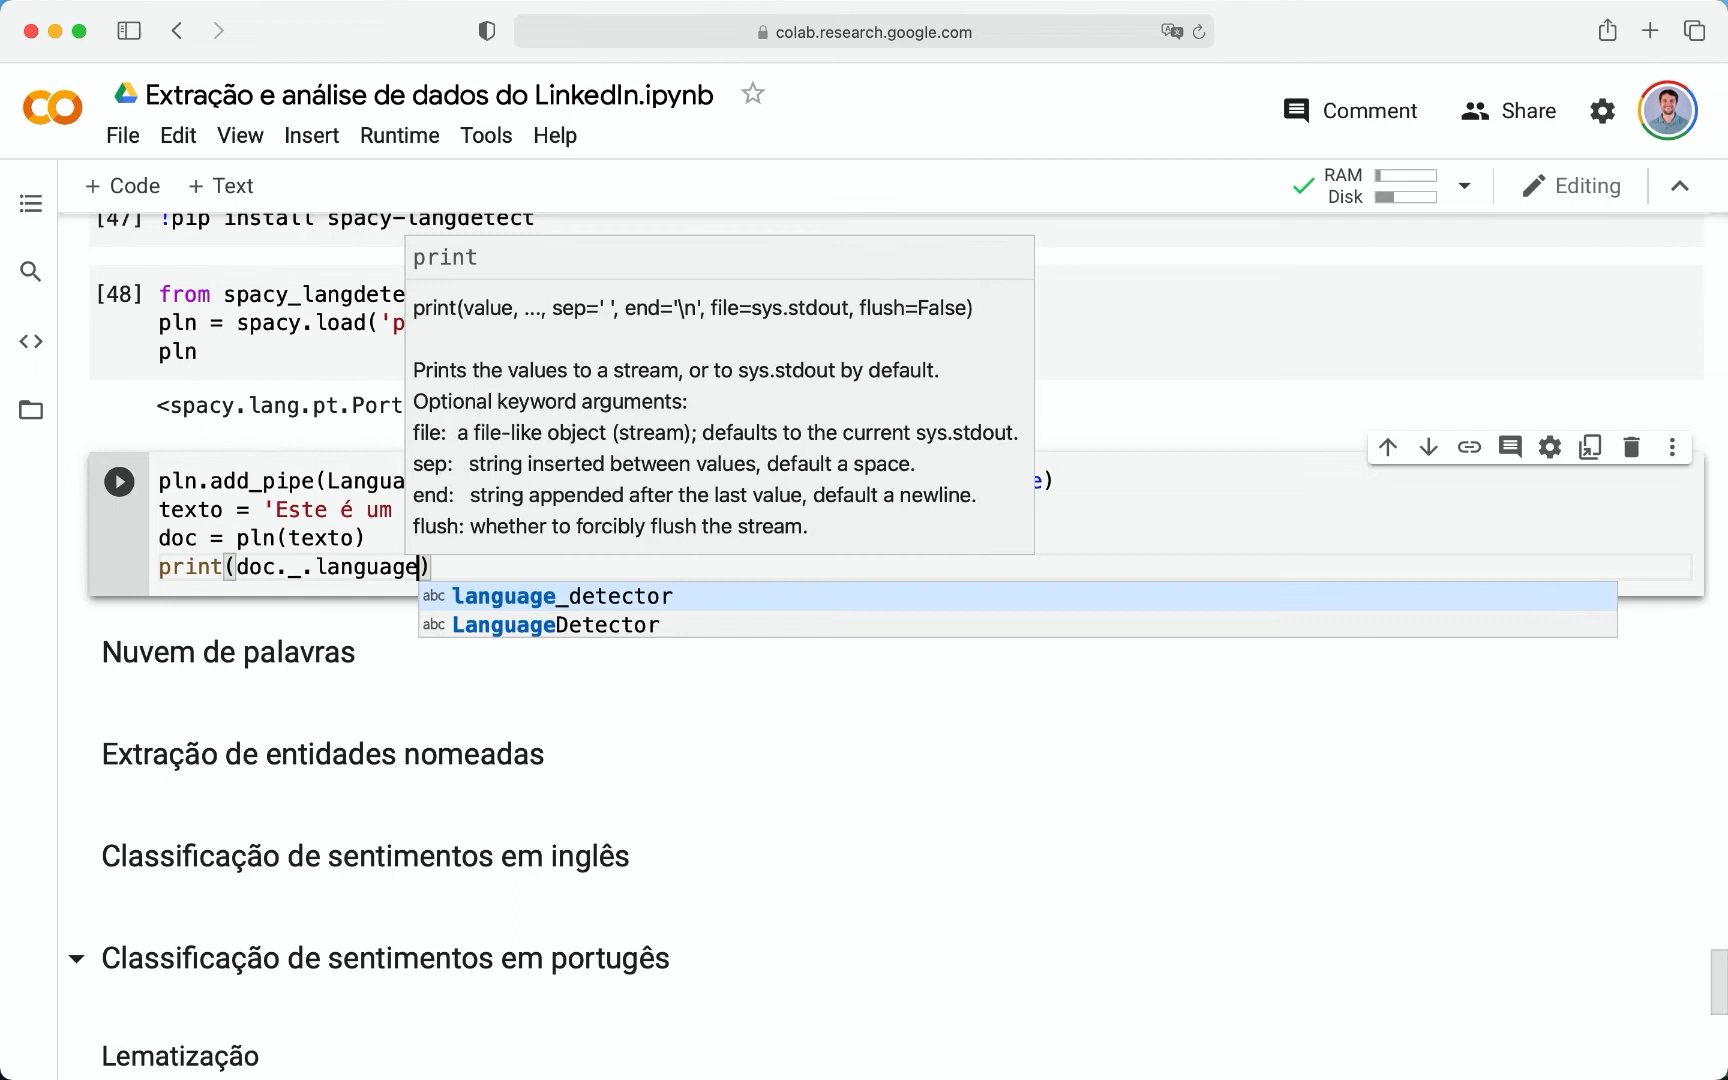 colab.research.google.com
Extração e análise de dados do LinkedIn.ipynb
Comment
Share
File Edit View Insert Runtime Tools Help
+ Code + Text
RAM
Disk
Editing
[47] !pip install spacy-langdetect
print
[48] from spacy_langdete
print(value, ..., sep=' ', end='\n', file=sys.stdout, flush=False)
pln = spacy.load('p
pln
Prints the values to a stream, or to sys.stdout by default.
<spacy.lang.pt.Port
Optional keyword arguments:
file: a file-like object (stream); defaults to the current sys.stdout.
sep: string inserted between values, default a space.
pln.add_pipe(Langua
e)
end: string appended after the last value, default a newline.
texto = 'Este é um
flush: whether to forcibly flush the stream.
doc = pln(texto)
print(doc._.language)
abc language_detector
abc LanguageDetector
Nuvem de palavras
Extração de entidades nomeadas
Classificação de sentimentos em inglês
Classificação de sentimentos em portugês
Lematização